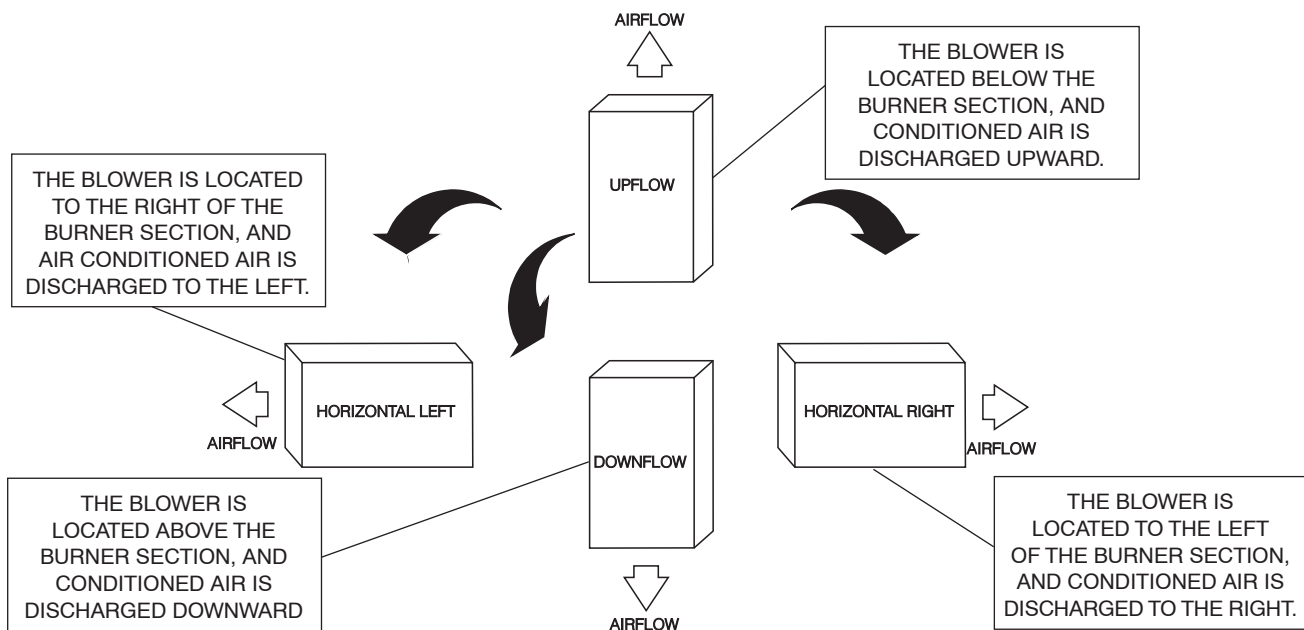 AIRFLOW
THE BLOWER IS
LOCATED BELOW THE
BURNER SECTION, AND
CONDITIONED AIR IS
DISCHARGED UPWARD.
THE BLOWER IS LOCATED
TO THE RIGHT OF THE
BURNER SECTION, AND
AIR CONDITIONED AIR IS
DISCHARGED TO THE LEFT.
UPFLOW
HORIZONTAL LEFT
AIRFLOW
HORIZONTAL RIGHT
AIRFLOW
DOWNFLOW
THE BLOWER IS
LOCATED ABOVE THE
BURNER SECTION, AND
CONDITIONED AIR IS
DISCHARGED DOWNWARD
THE BLOWER IS
LOCATED TO THE LEFT
OF THE BURNER SECTION,
AND CONDITIONED AIR IS
DISCHARGED TO THE RIGHT.
AIRFLOW